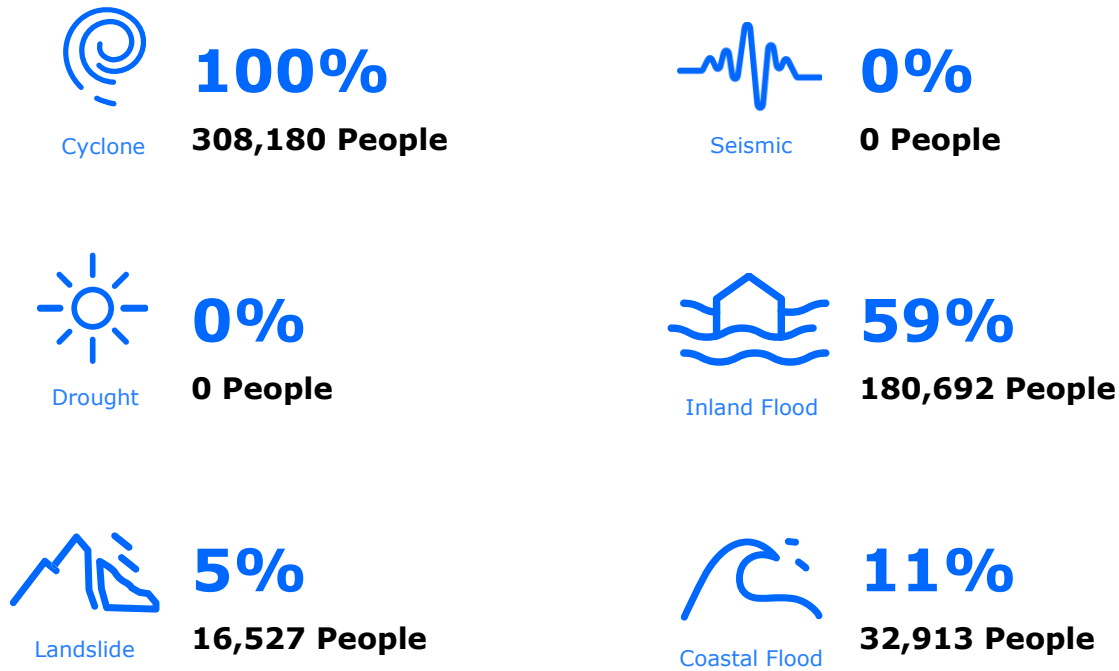 100%
308,180 People
Cyclone
0%
0 People
Seismic
0%
0 People
Drought
59%
180,692 People
Inland Flood
5%
16,527 People
Landslide
11%
32,913 People
Coastal Flood